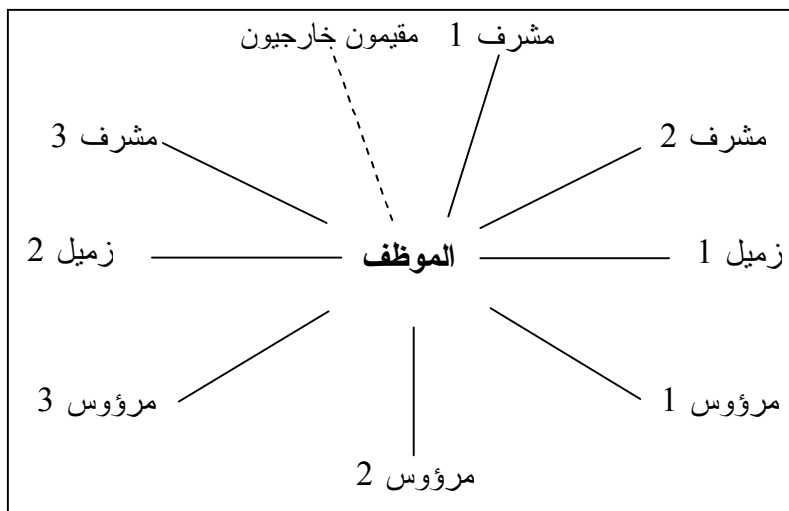 مشرف 1
مقيمون خارجيون
مشرف 2
مشرف 3
زميل 1
الموظف
زميل 2
مرؤوس 1
مرؤوس 3
مرؤوس 2